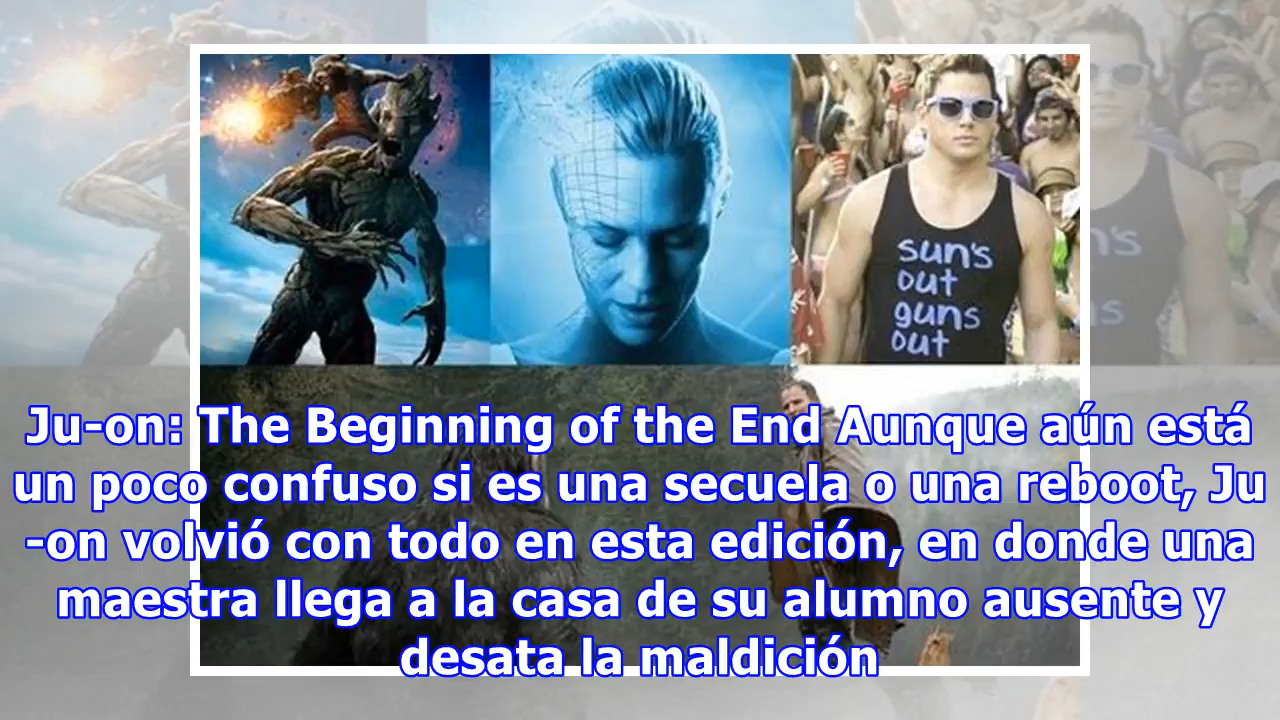 sun's
out
guns
out
Ju-on: The Beginning of the End Aunque aún está
un poco confuso si es una secuela o una reboot, Ju
-on volvió con todo en esta edición, en donde una
maestra llega a la casa de su alumno ausente y
desata la maldición